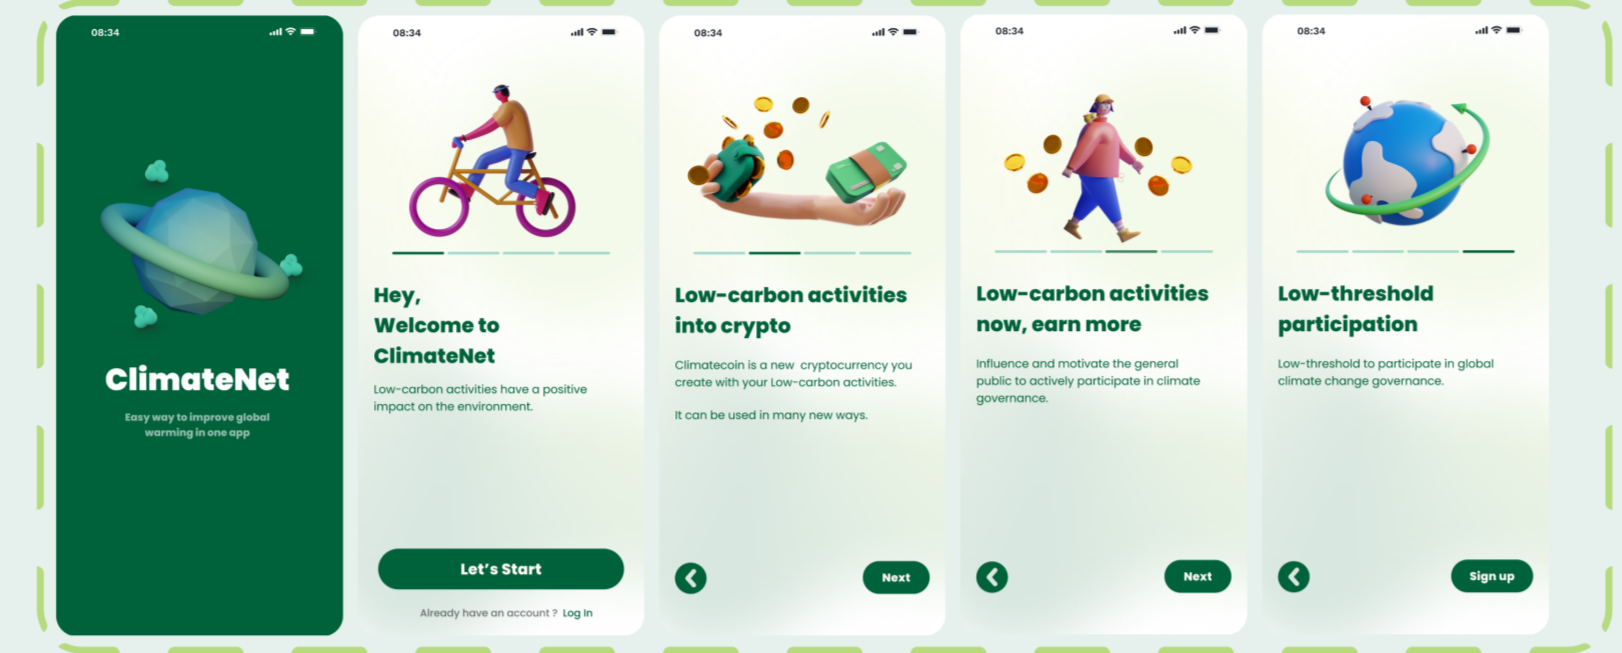 08:34
ClimateNet
Easy way to improve global
warming in one app
08:34
Hey,
Welcome to
ClimateNet
Low-carbon activities have a positive
impact on the environment.
Let's Start
Already have an account ? Log In
08:34
Low-carbon activities
into crypto
Climatecoin is a new cryptocurrency you
create with your Low-carbon activities.
It can be used in many new ways.
Next
08:34
Low-carbon activities
now, earn more
Influence and motivate the general
public to actively participate in climate
governance.
Next
08:34
Low-threshold
participation
Low-threshold to participate in global
climate change governance.
Sign up